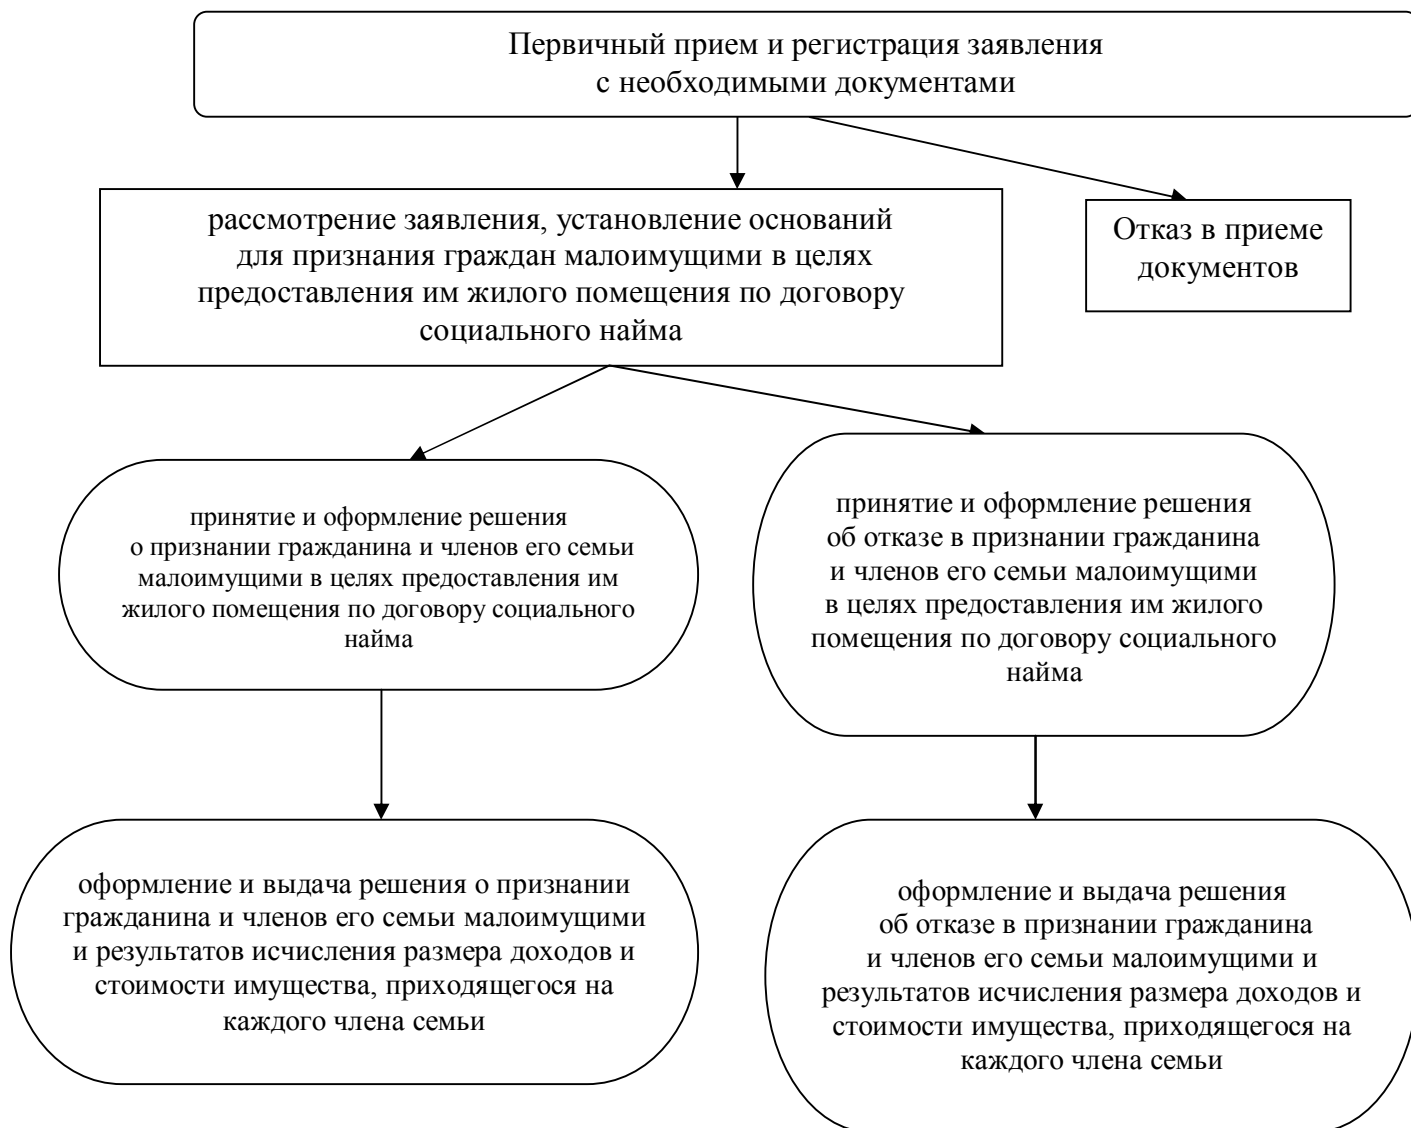 Первичный прием и регистрация заявления
с необходимыми документами
рассмотрение заявления, установление оснований
для признания граждан малоимущими в целях
предоставления им жилого помещения по договору
социального найма
Отказ в приеме
документов
принятие и оформление решения
о признании гражданина и членов его семьи
малоимущими в целях предоставления им
жилого помещения по договору социального
найма
принятие и оформление решения
об отказе в признании гражданина
и членов его семьи малоимущими
в целях предоставления им жилого
помещения по договору социального
найма
оформление и выдача решения о признании
гражданина и членов его семьи малоимущими
и результатов исчисления размера доходов и
стоимости имущества, приходящегося на
каждого члена семьи
оформление и выдача решения
об отказе в признании гражданина
и членов его семьи малоимущими и
результатов исчисления размера доходов и
стоимости имущества, приходящегося на
каждого члена семьи